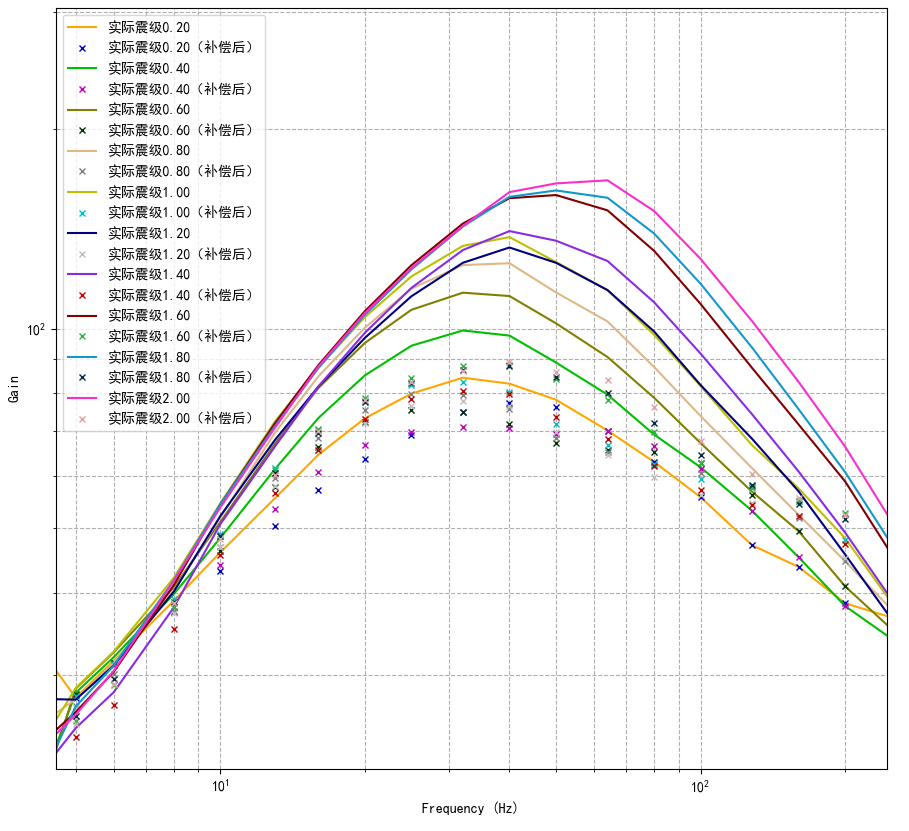 实际震级0.20
实际震级0.20（补偿后）
实际震级0.40
实际震级0.40（补偿后）
实际震级0.60
实际震级0.60（补偿后）
实际震级0.80
实际震级0.80（补偿后）
实际震级1.00
实际震级1.00（补偿后）
实际震级1.20
实际震级1.20（补偿后）
实际震级1.40
实际震级1.40（补偿后）
实际震级1.60
实际震级1.60（补偿后）
实际震级1.80
实际震级1.80（补偿后）
实际震级2.00
实际震级2.00（补偿后）
10²
Gain
10¹ 10²
Frequency (Hz)